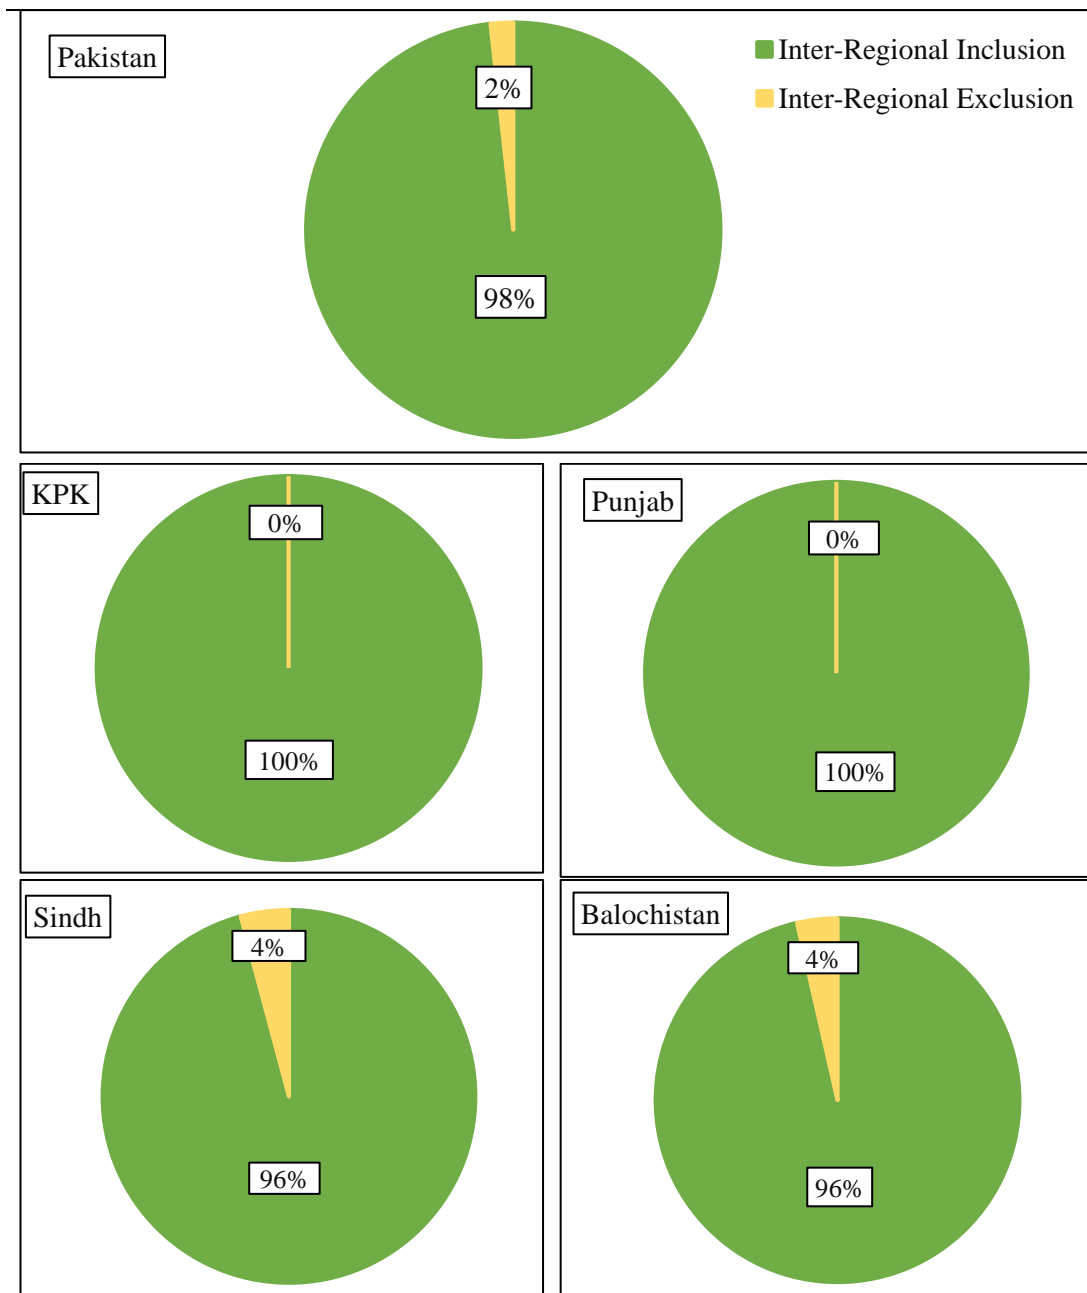 Pakistan
Inter-Regional Inclusion
Inter-Regional Exclusion
2%
98%
KPK
0%
100%
Punjab
0%
100%
Sindh
4%
96%
Balochistan
4%
96%